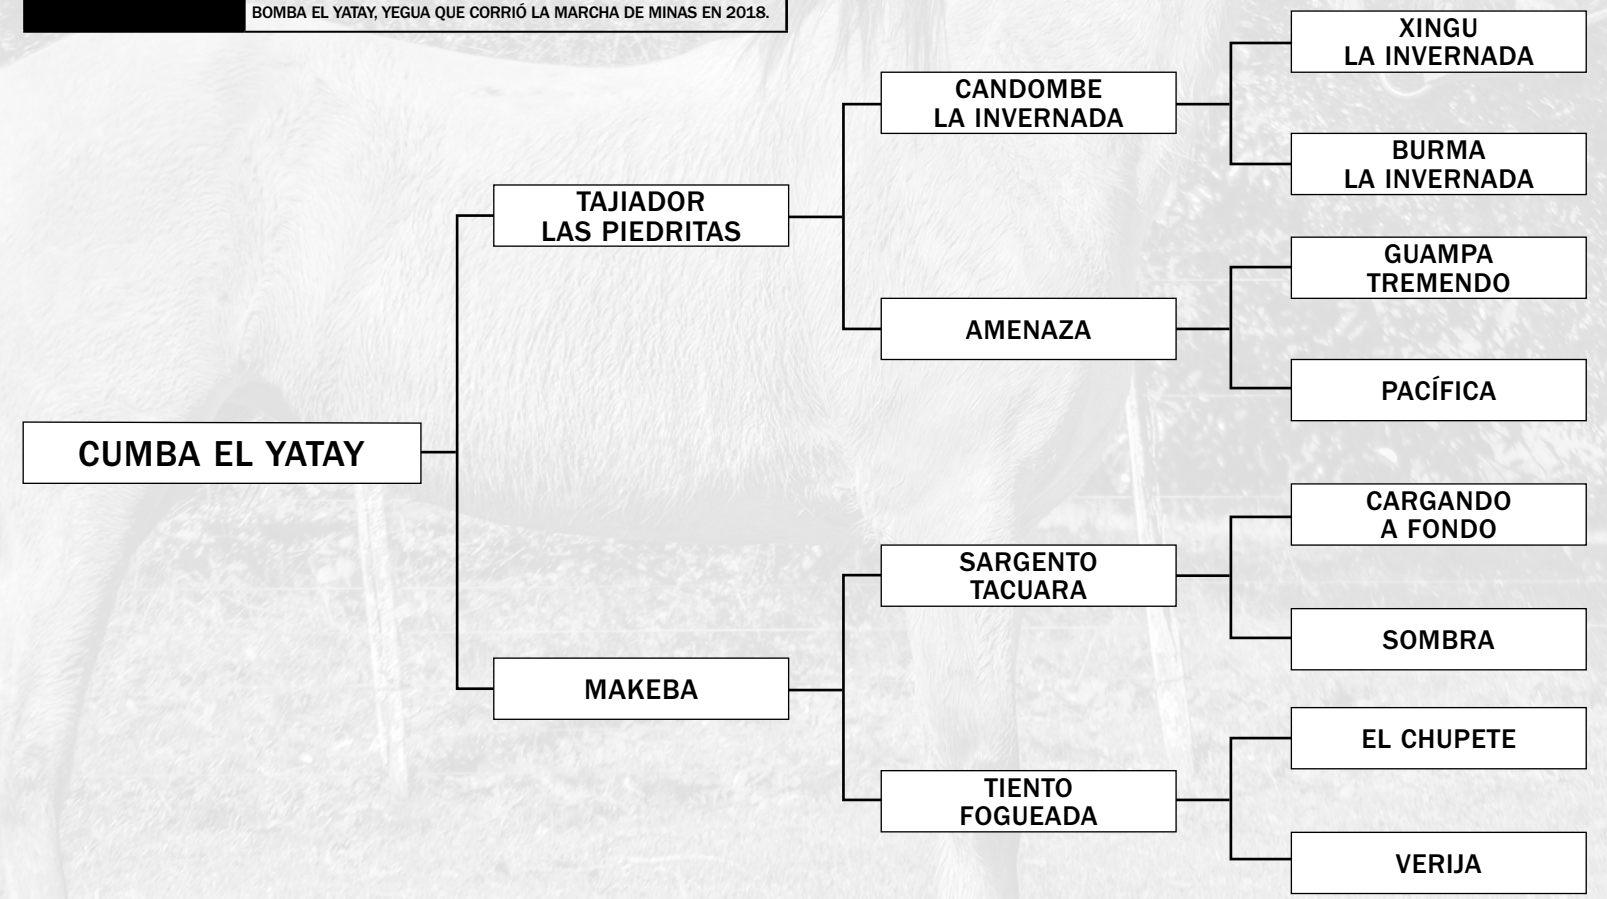 BOMBA EL YATAY, YEGUA QUE CORRIÓ LA MARCHA DE MINAS EN 2018.
XINGU
LA INVERNADA
CANDOMBE
LA INVERNADA
BURMA
LA INVERNADA
TAJIADOR
LAS PIEDRITAS
GUAMPA
TREMENDO
AMENAZA
PACÍFICA
CUMBA EL YATAY
CARGANDO
A FONDO
SARGENTO
TACUARA
SOMBRA
MAKEBA
EL CHUPETE
TIENTO
FOGUEADA
VERIJA